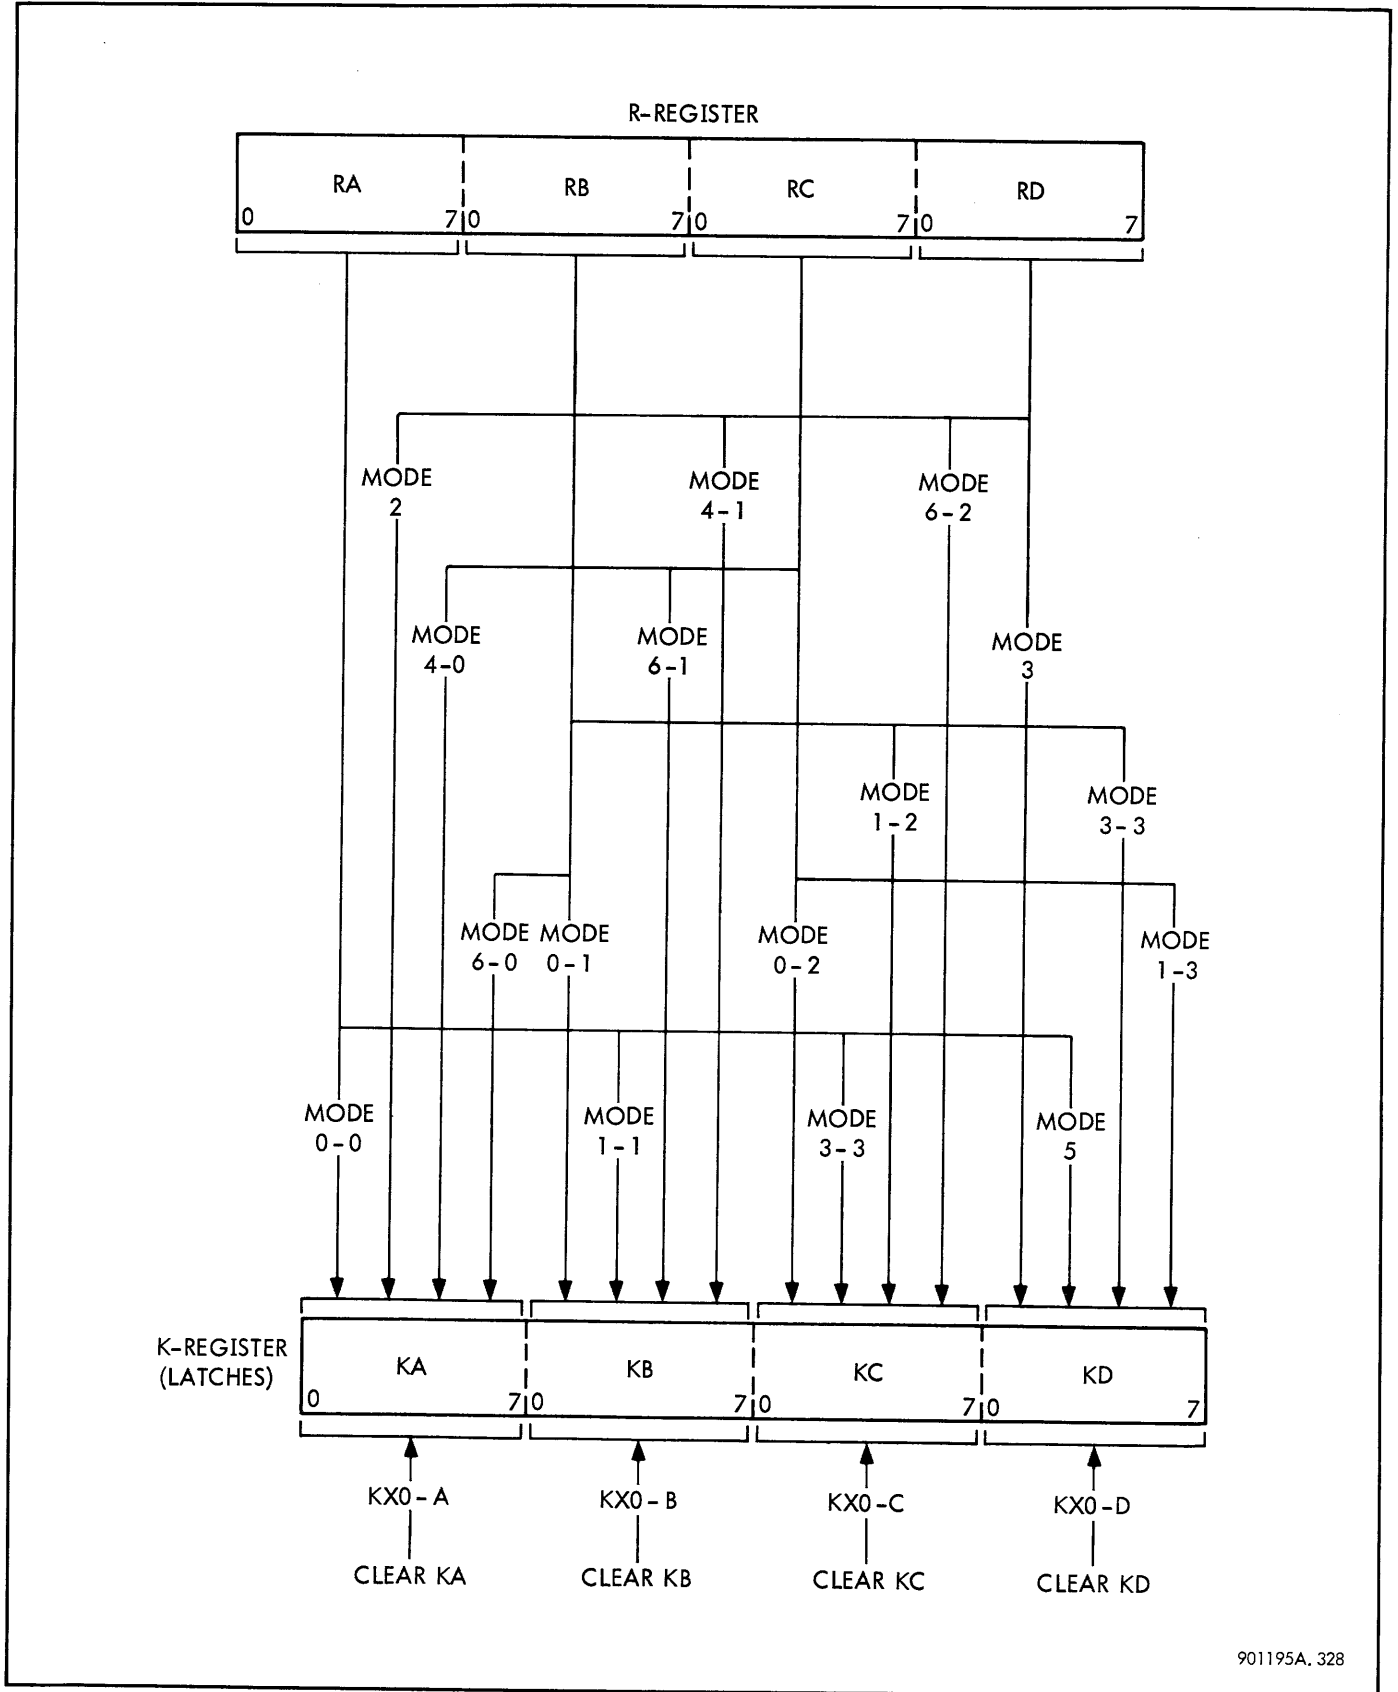 R-REGISTER
RA RB RC RD
0 7 0 7 0 7 0 7
MODE 2
MODE 4-1
MODE 6-2
MODE 4-0
MODE 6-1
MODE 3
MODE 1-2
MODE 3-3
MODE 6-0
MODE 0-1
MODE 0-2
MODE 1-3
MODE 0-0
MODE 1-1
MODE 3-3
MODE 5
K-REGISTER
(LATCHES)
KA KB KC KD
0 7 0 7 0 7 0 7
KX0-A KX0-B KX0-C KX0-D
CLEAR KA CLEAR KB CLEAR KC CLEAR KD
901195A. 328